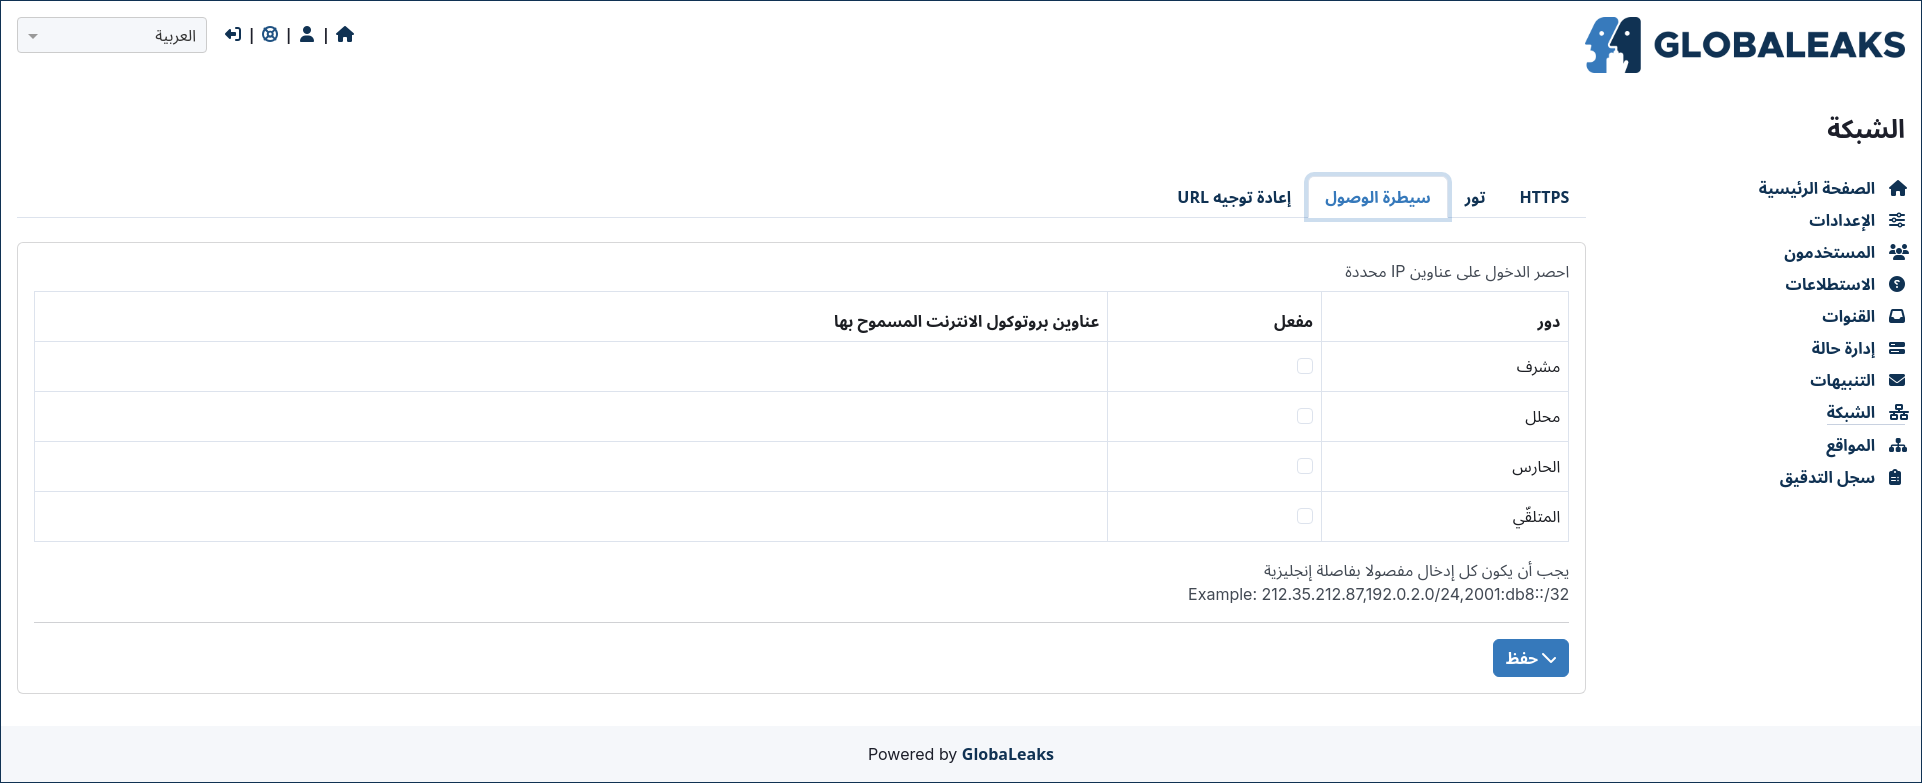 GLOBALEAKS
العربية
الشبكة
الصفحة الرئيسية
الإعدادات
المستخدمون
الاستطلاعات
القنوات
إدارة حالة
التنبيهات
الشبكة
المواقع
سجل التدقيق
HTTPS
تور
سيطرة الوصول
إعادة توجيه URL
احصر الدخول على عناوين IP محددة
دور مفعل عناوين بروتوكول الانترنت المسموح بها
مشرف
محلل
الحارس
المتلقّي
يجب أن يكون كل إدخال مفصولا بفاصلة إنجليزية
Example: 212.35.212.87,192.0.2.0/24,2001:db8::/32
حفظ
Powered by GlobaLeaks